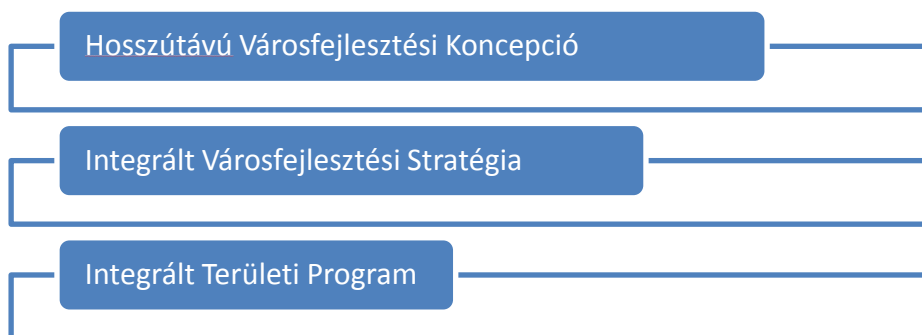 Hosszútávú Városfejlesztési Koncepció
Integrált Városfejlesztési Stratégia
Integrált Területi Program